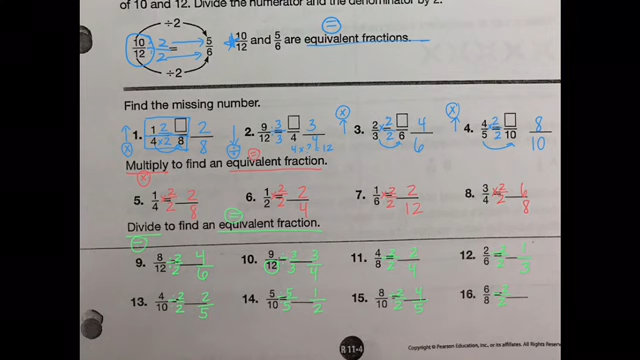 of 10 and 12. Divide the numerator and the denominator by 2.
÷2
10/12 ÷ 2/2 = 5/6 * 10/12 and 5/6 are equivalent fractions.
÷2
Find the missing number.
1. 1/4 ×2/×2 □/8 2/8 2. 9/12 ÷ 3/3 = □/4 3/4 3. 2/3 × 2/2 = □/6 4/6 4. 4/5 × 2/2 = □/10 8/10
4 x ? = 12
Multiply to find an equivalent fraction.
5. 1/4 × 2/2 = 2/8 6. 1/2 × 2/2 = 2/4 7. 1/6 × 2/2 = 2/12 8. 3/4 × 2/2 = 6/8
Divide to find an equivalent fraction.
9. 8/12 ÷ 2/2 = 4/6 10. 9/12 ÷ 3/3 = 3/4 11. 4/8 ÷ 2/2 = 2/4 12. 2/6 ÷ 2/2 = 1/3
13. 4/10 ÷ 2/2 = 2/5 14. 5/10 ÷ 5/5 = 1/2 15. 8/10 ÷ 2/2 = 4/5 16. 6/8 ÷ 2/2 =
R 11-4
Copyright © Pearson Education, Inc., or its affiliates. All Rights Reserved.